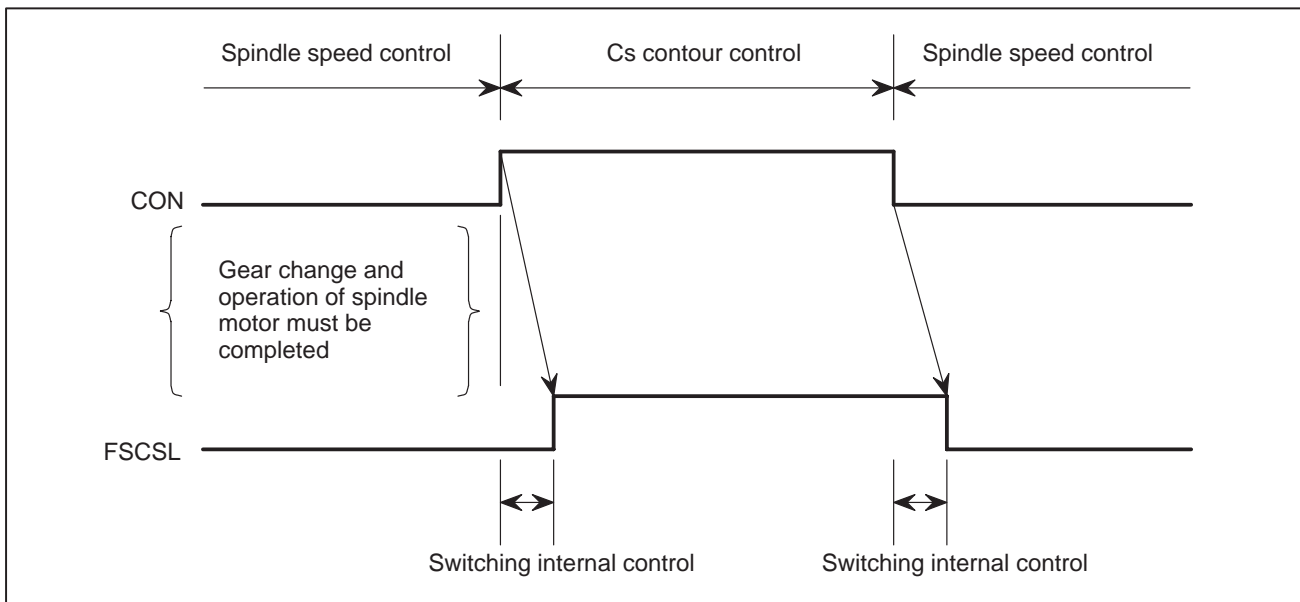 Spindle speed control
Cs contour control
Spindle speed control
CON
Gear change and
operation of spindle
motor must be
completed
FSCSL
Switching internal control
Switching internal control